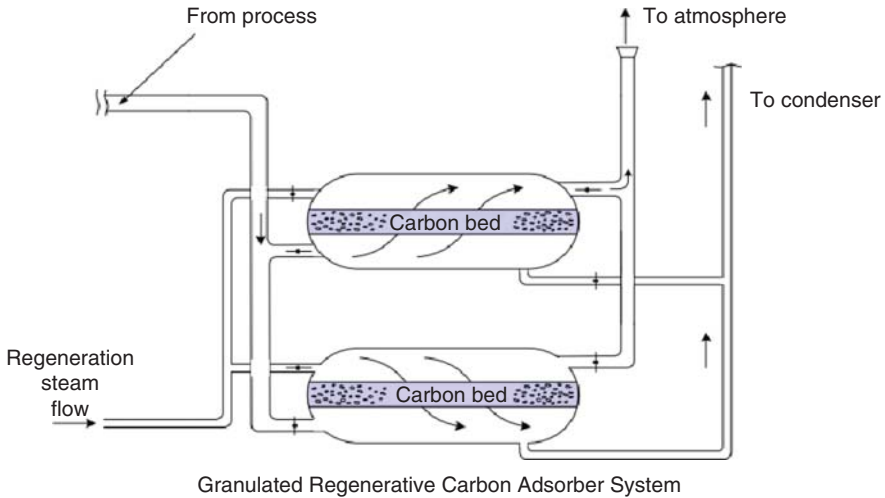 From process
To atmosphere
To condenser
Carbon bed
Regeneration
steam
flow
Carbon bed
Granulated Regenerative Carbon Adsorber System